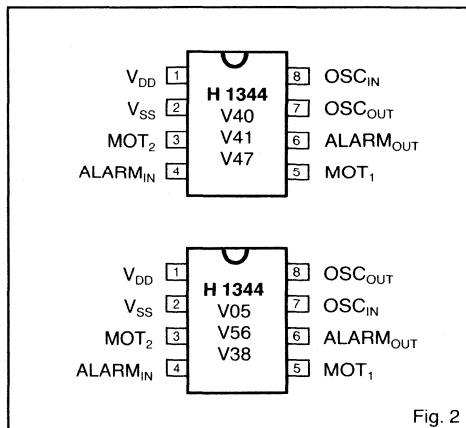 V_DD 1 8 OSC_IN
H 1344
V_SS 2 V40 7 OSC_OUT
MOT_2 3 V41 6 ALARM_OUT
V47
ALARM_IN 4 5 MOT_1
V_DD 1 8 OSC_OUT
H 1344
V_SS 2 V05 7 OSC_IN
MOT_2 3 V56 6 ALARM_OUT
V38
ALARM_IN 4 5 MOT_1
Fig. 2